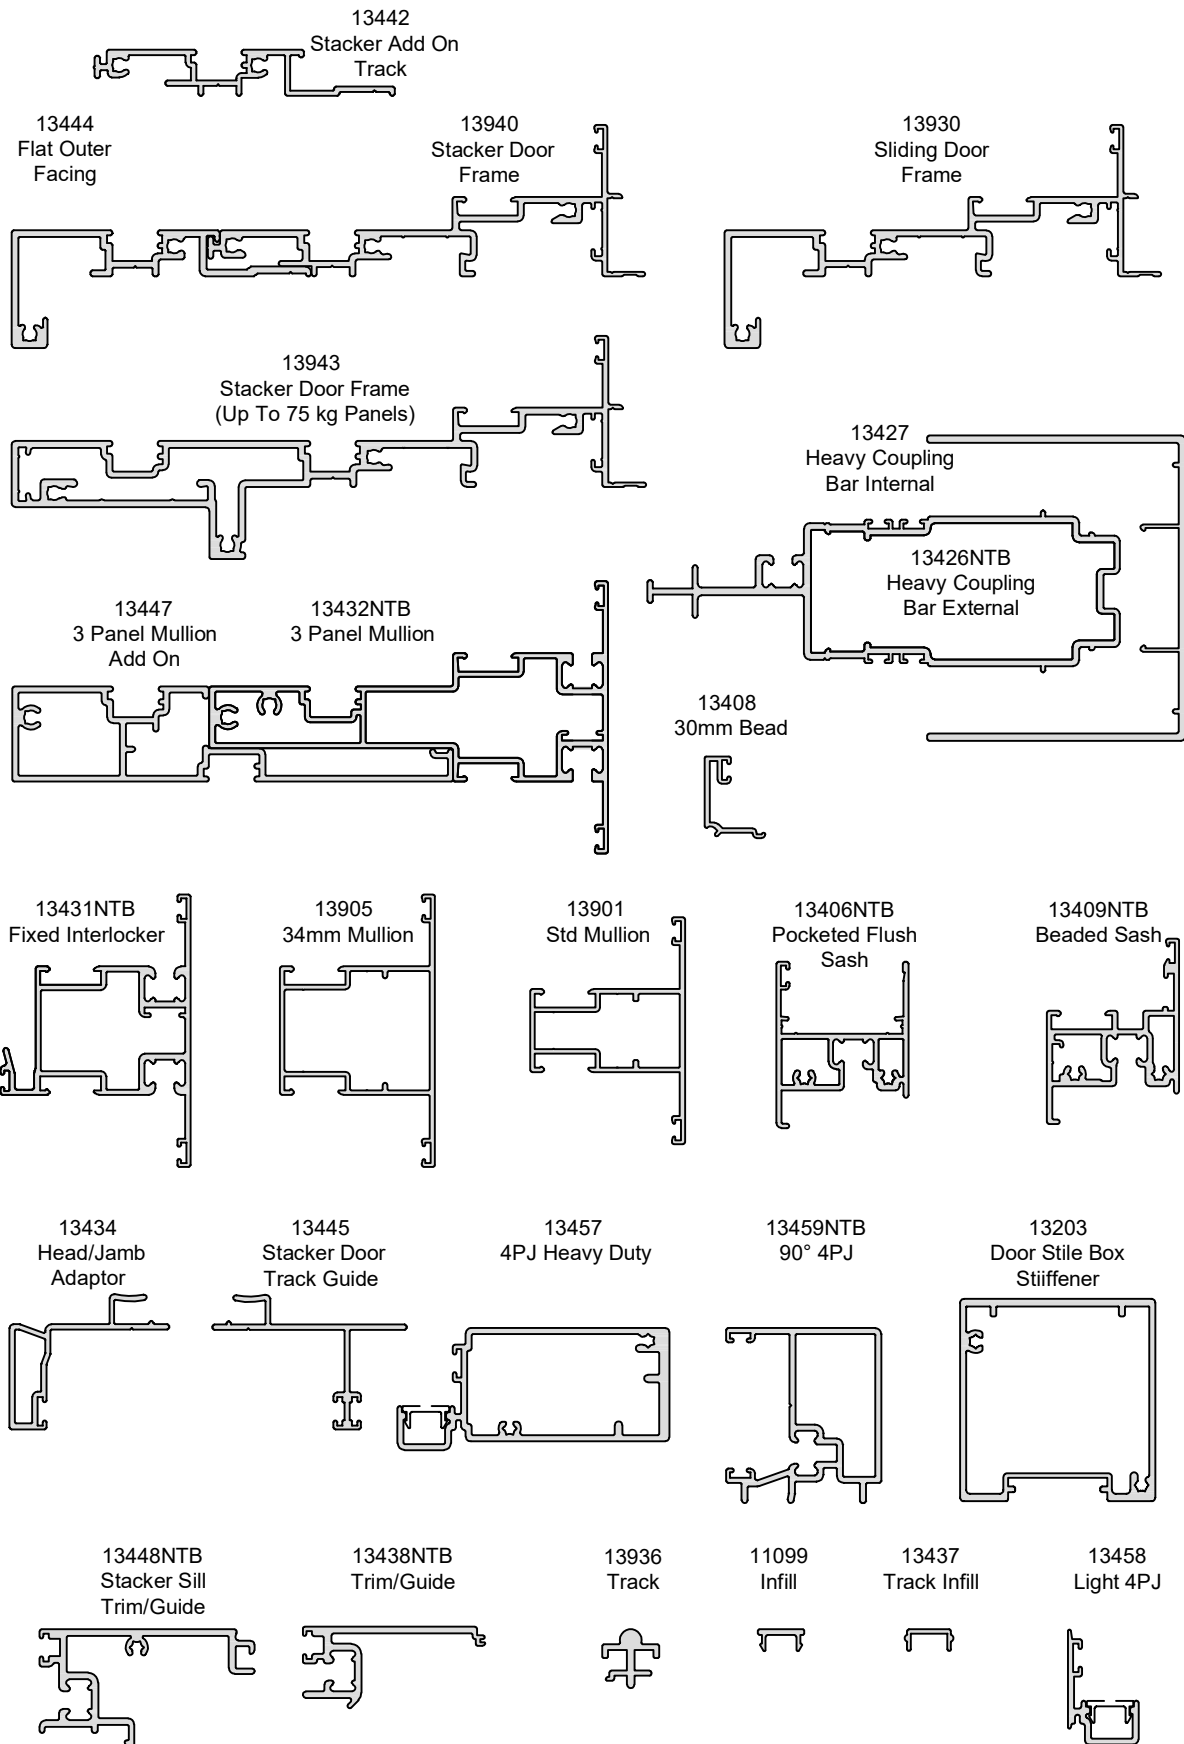 13442
Stacker Add On
Track
13444
Flat Outer
Facing
13940
Stacker Door
Frame
13930
Sliding Door
Frame
13943
Stacker Door Frame
(Up To 75 kg Panels)
13427
Heavy Coupling
Bar Internal
13426NTB
Heavy Coupling
Bar External
13447
3 Panel Mullion
Add On
13432NTB
3 Panel Mullion
13408
30mm Bead
13431NTB
Fixed Interlocker
13905
34mm Mullion
13901
Std Mullion
13406NTB
Pocketed Flush
Sash
13409NTB
Beaded Sash
13434
Head/Jamb
Adaptor
13445
Stacker Door
Track Guide
13457
4PJ Heavy Duty
13459NTB
90° 4PJ
13203
Door Stile Box
Stiiffener
13448NTB
Stacker Sill
Trim/Guide
13438NTB
Trim/Guide
13936
Track
11099
Infill
13437
Track Infill
13458
Light 4PJ